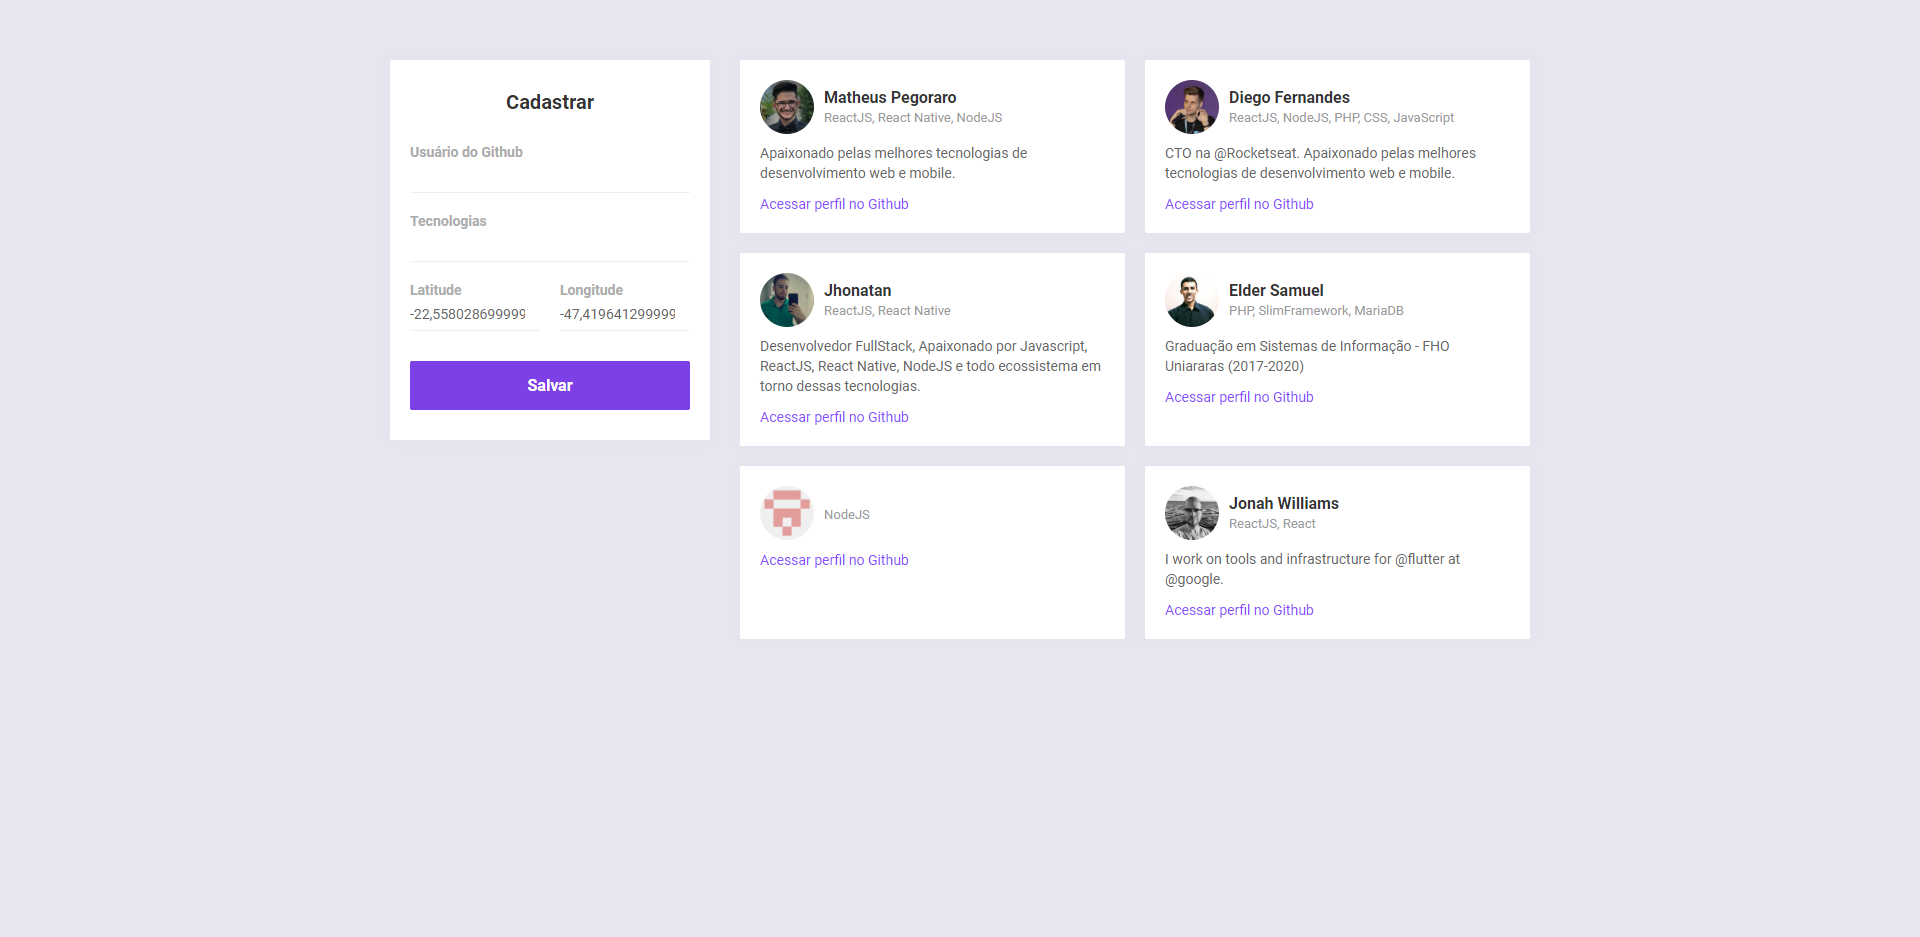 Cadastrar
Usuário do Github
Tecnologias
Latitude
Longitude
-22,558028699999
-47,419641299999
Salvar
Matheus Pegoraro
ReactJS, React Native, NodeJS
Apaixonado pelas melhores tecnologias de
desenvolvimento web e mobile.
Acessar perfil no Github
Diego Fernandes
ReactJS, NodeJS, PHP, CSS, JavaScript
CTO na @Rocketseat. Apaixonado pelas melhores
tecnologias de desenvolvimento web e mobile.
Acessar perfil no Github
Jhonatan
ReactJS, React Native
Desenvolvedor FullStack, Apaixonado por Javascript,
ReactJS, React Native, NodeJS e todo ecossistema em
torno dessas tecnologias.
Acessar perfil no Github
Elder Samuel
PHP, SlimFramework, MariaDB
Graduação em Sistemas de Informação - FHO
Uniararas (2017-2020)
Acessar perfil no Github
NodeJS
Acessar perfil no Github
Jonah Williams
ReactJS, React
I work on tools and infrastructure for @flutter at
@google.
Acessar perfil no Github